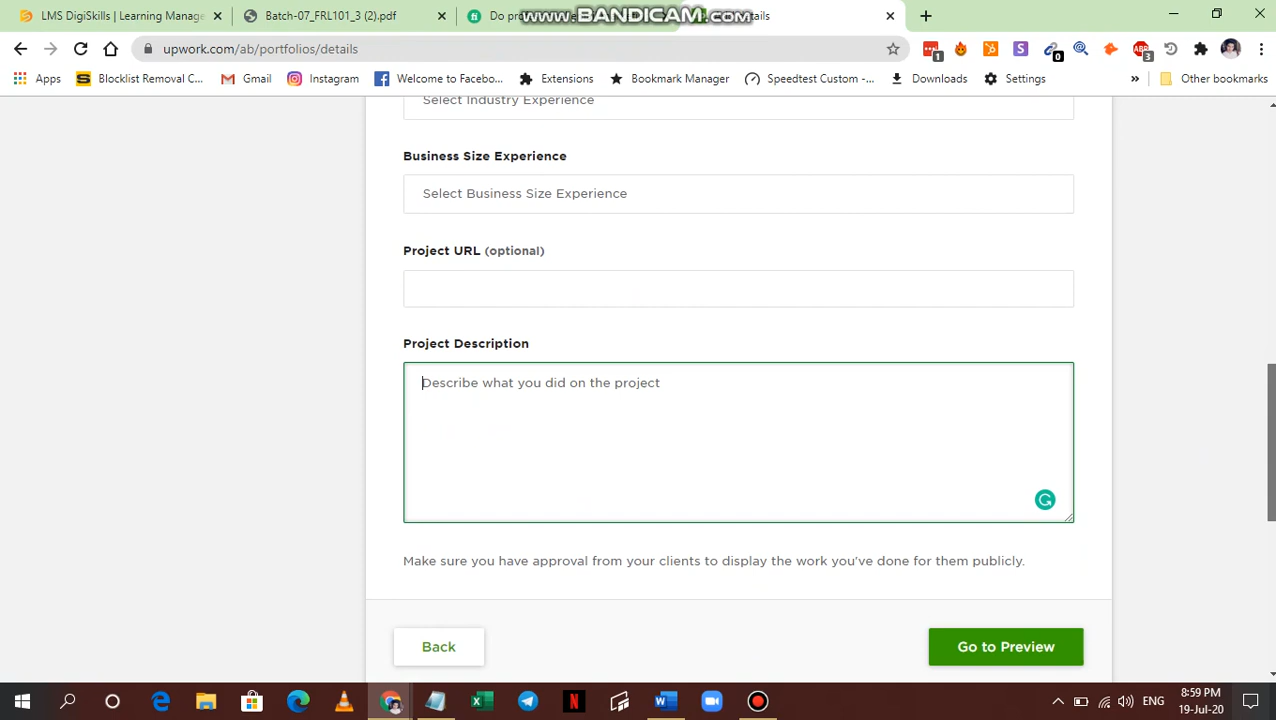 LMS DigiSkills | Learning Manage
Batch-07_FRL101_3 (2).pdf
Do pro
www.BANDICAM.com
details
upwork.com/ab/portfolios/details
Apps
Blocklist Removal C...
Gmail
Instagram
Welcome to Facebo...
Extensions
Bookmark Manager
Speedtest Custom -...
Downloads
Settings
»
Other bookmarks
Select Industry Experience
Business Size Experience
Select Business Size Experience
Project URL (optional)
Project Description
Describe what you did on the project
Make sure you have approval from your clients to display the work you've done for them publicly.
Back
Go to Preview
ENG
8:59 PM
19-Jul-20